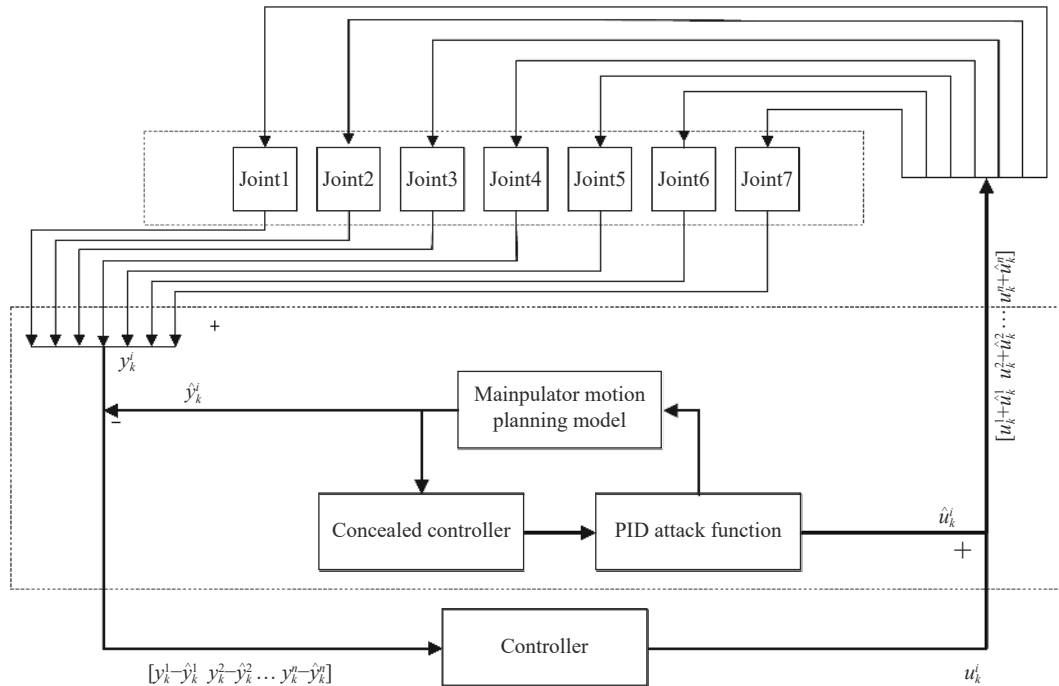 Joint1 Joint2 Joint3 Joint4 Joint5 Joint6 Joint7
[u_k^1+û_k^1 u_k^2+û_k^2 … u_k^n+û_k^n]
+
y_k^i
ŷ_k^i
−
Mainpulator motion
planning model
Concealed controller
PID attack function
û_k^i
+
Controller
[y_k^1−ŷ_k^1 y_k^2−ŷ_k^2 … y_k^n−ŷ_k^n]
u_k^i